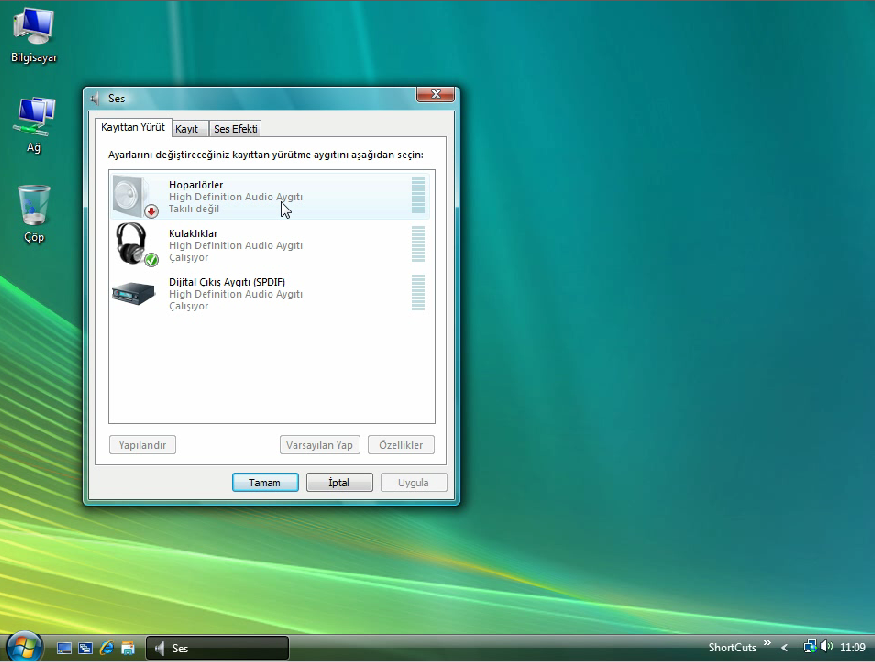 Bilgisayar
Ağ
Çöp
Ses
Kayıttan Yürüt
Kayıt
Ses Efekti
Ayarlarını değiştireceğiniz kayıttan yürütme aygıtını aşağıdan seçin:
Hoparlörler
High Definition Audio Aygıtı
Takılı değil
Kulaklıklar
High Definition Audio Aygıtı
Çalışıyor
Dijital Çıkış Aygıtı (SPDIF)
High Definition Audio Aygıtı
Çalışıyor
Yapılandır
Varsayılan Yap
Özellikler
Tamam
İptal
Uygula
Ses
ShortCuts
11:09